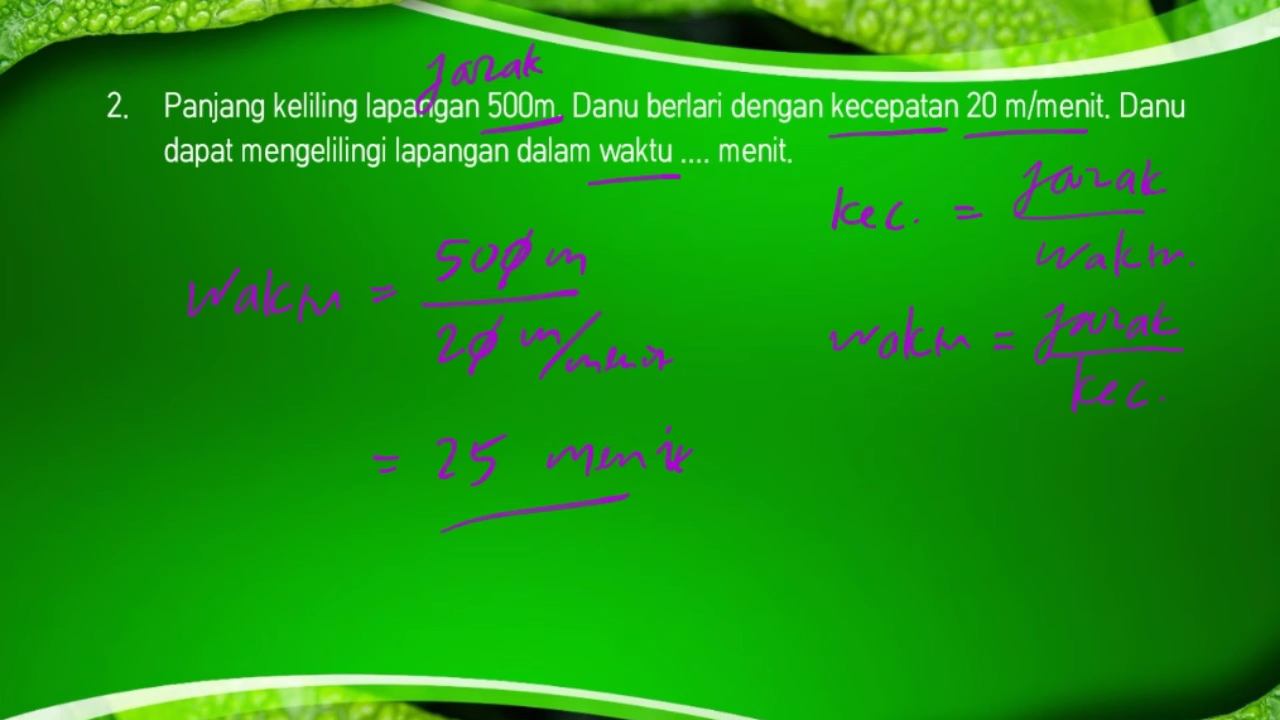 jarak
2. Panjang keliling lapangan 500m. Danu berlari dengan kecepatan 20 m/menit. Danu
dapat mengelilingi lapangan dalam waktu .... menit.
kec. = jarak
waktu.
waktu = 500 m
20 m/menit
waktu = jarak
kec.
= 25 menit